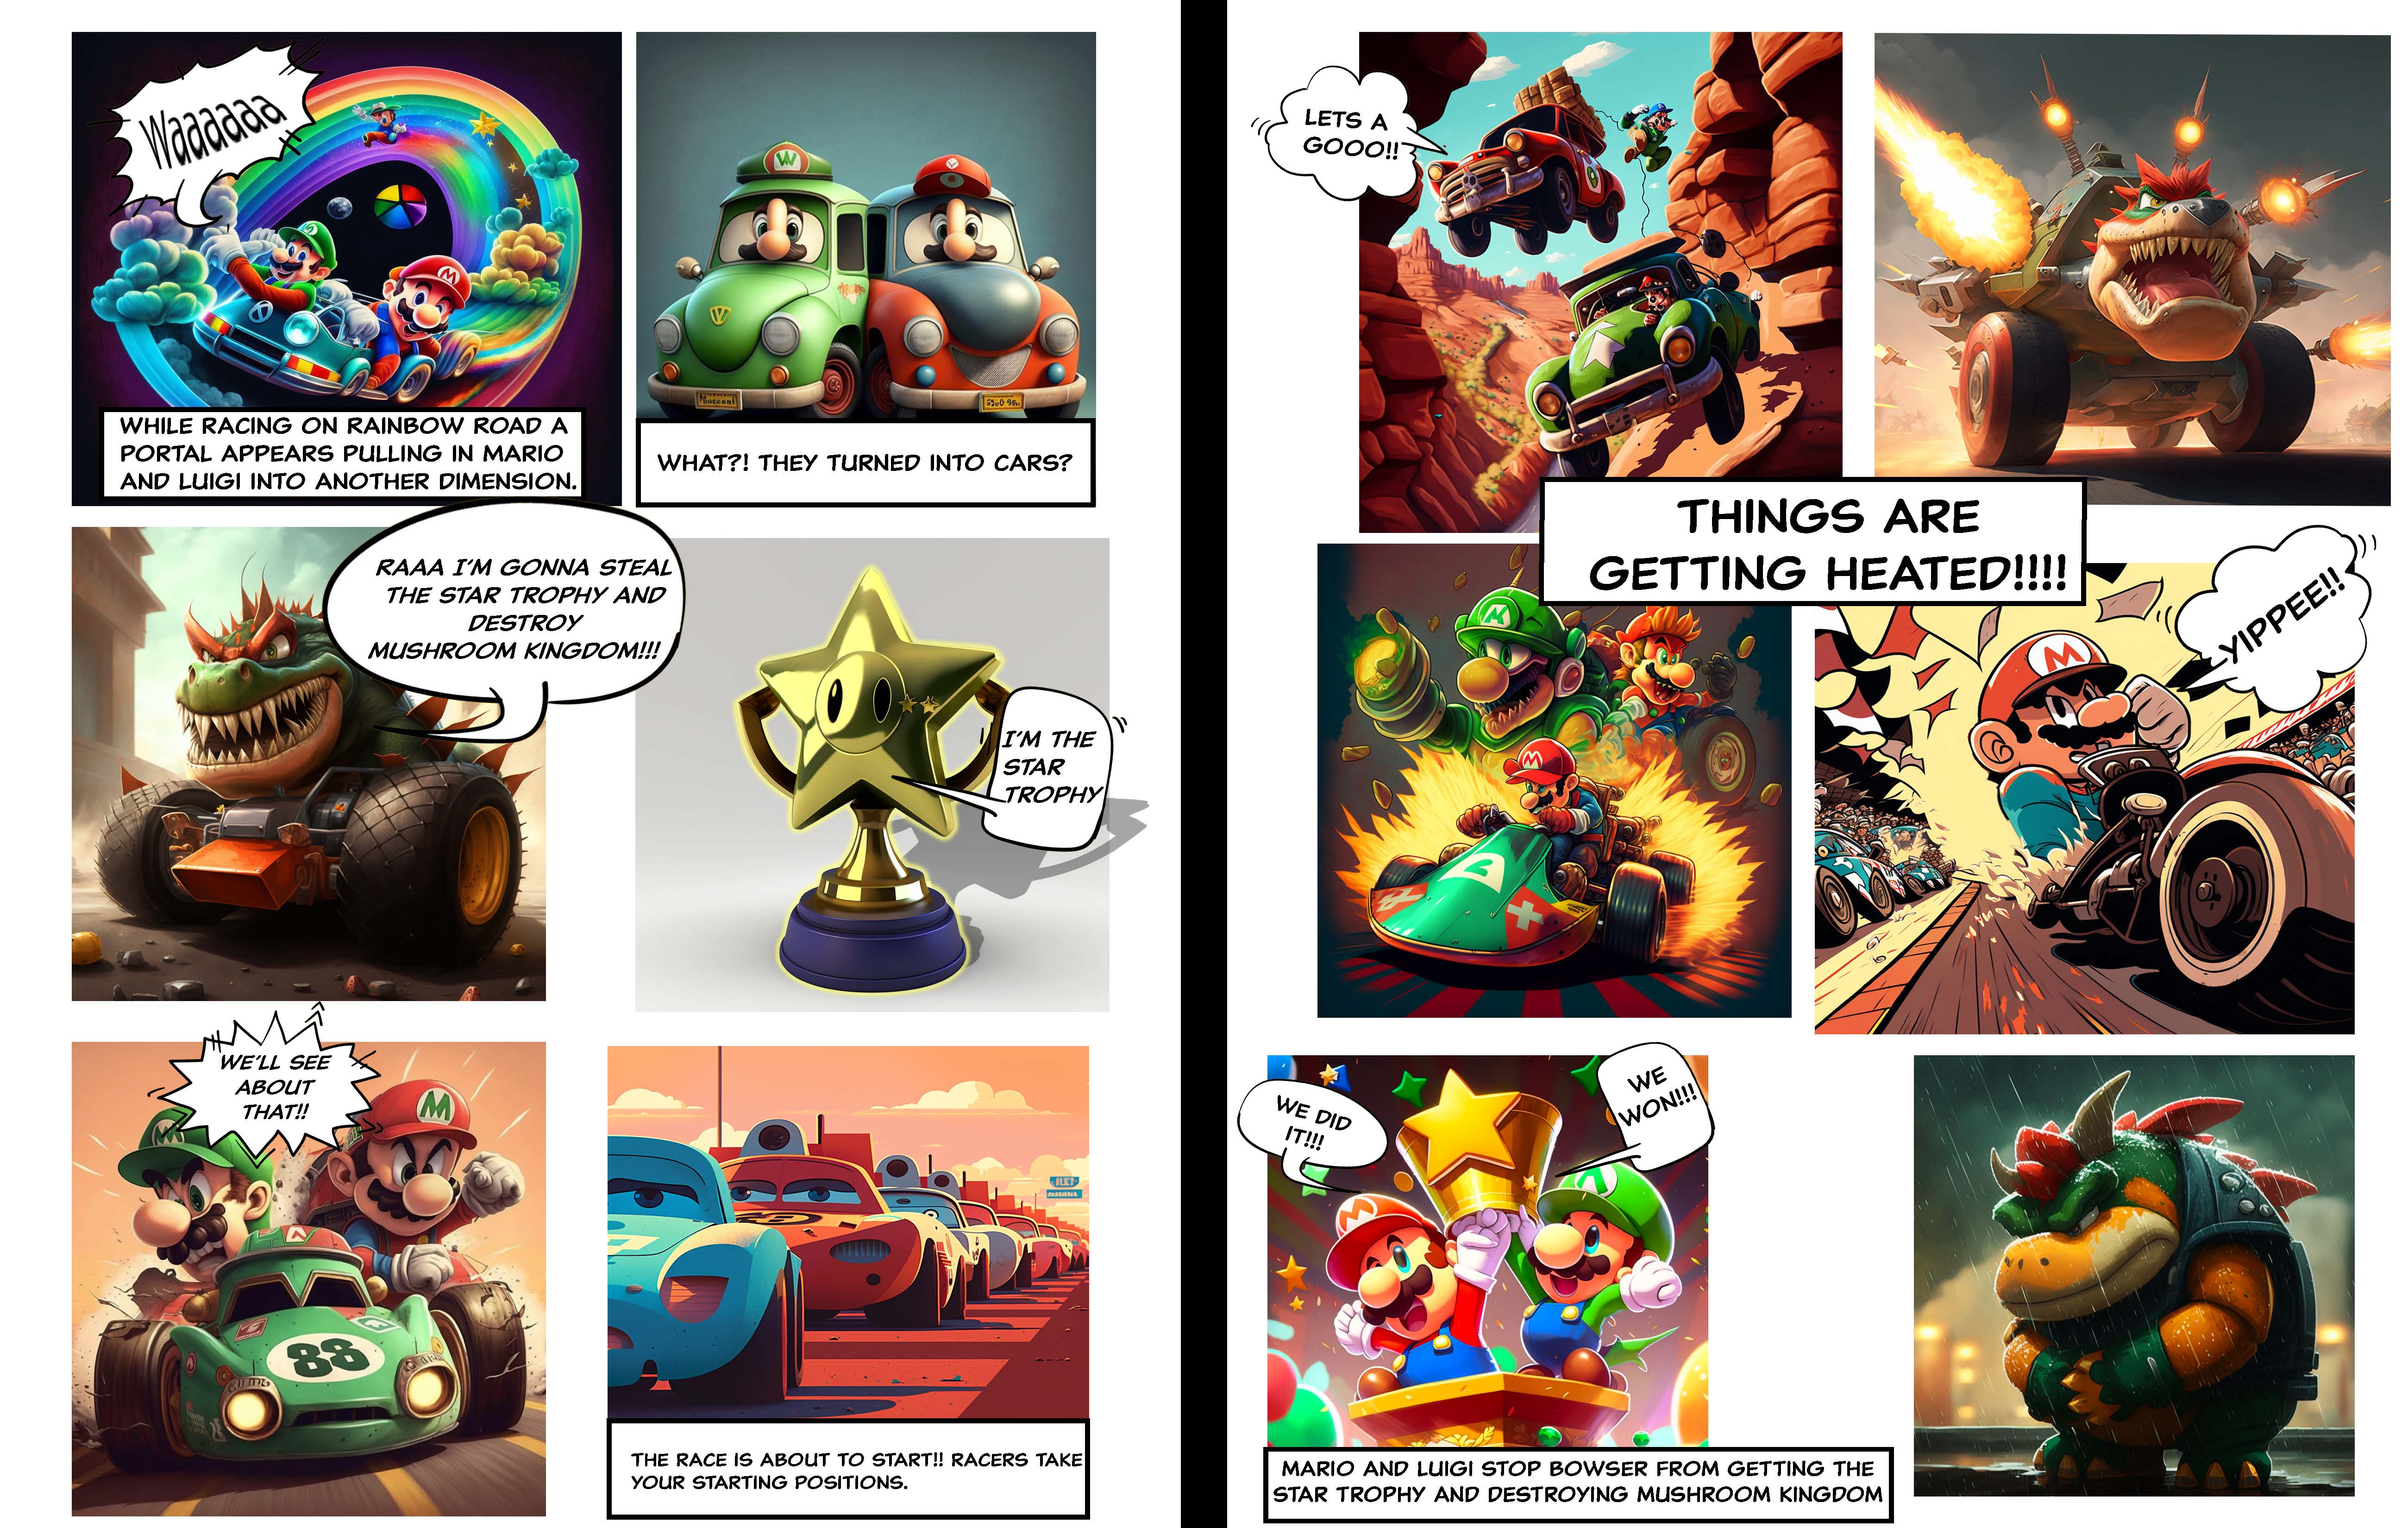 Waaaaaa
WHILE RACING ON RAINBOW ROAD A
PORTAL APPEARS PULLING IN MARIO
AND LUIGI INTO ANOTHER DIMENSION.
W
WHAT?! THEY TURNED INTO CARS?
RAAA I'M GONNA STEAL
THE STAR TROPHY AND
DESTROY
MUSHROOM KINGDOM!!!
I'M THE
STAR
TROPHY
WE'LL SEE
ABOUT
THAT!!
M
M
88
THE RACE IS ABOUT TO START!! RACERS TAKE
YOUR STARTING POSITIONS.
LETS A
GOOO!!
THINGS ARE
GETTING HEATED!!!!
M
M
YIPPEE!!
WE DID
IT!!!
WE
WON!!!
M
MARIO AND LUIGI STOP BOWSER FROM GETTING THE
STAR TROPHY AND DESTROYING MUSHROOM KINGDOM